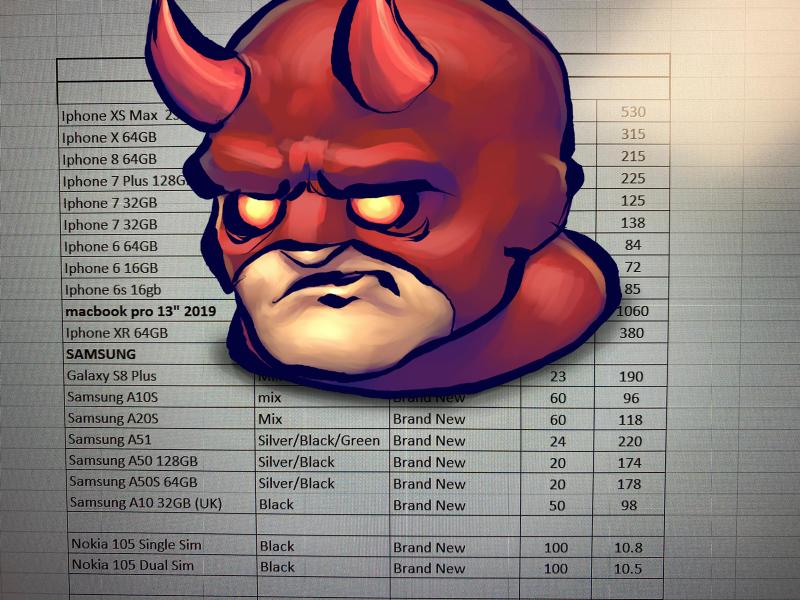 Iphone XS Max 530
Iphone X 64GB 315
Iphone 8 64GB 215
Iphone 7 Plus 225
Iphone 7 32GB 125
Iphone 7 32GB 138
Iphone 6 64GB 84
Iphone 6 16GB 72
Iphone 6s 16gb 85
macbook pro 13" 2019 1060
Iphone XR 64GB 380
SAMSUNG
Galaxy S8 Plus 23 190
Samsung A10S mix Brand New 60 96
Samsung A20S Mix Brand New 60 118
Samsung A51 Silver/Black/Green Brand New 24 220
Samsung A50 128GB Silver/Black Brand New 20 174
Samsung A50S 64GB Silver/Black Brand New 20 178
Samsung A10 32GB (UK) Black Brand New 50 98
Nokia 105 Single Sim Black Brand New 100 10.8
Nokia 105 Dual Sim Black Brand New 100 10.5